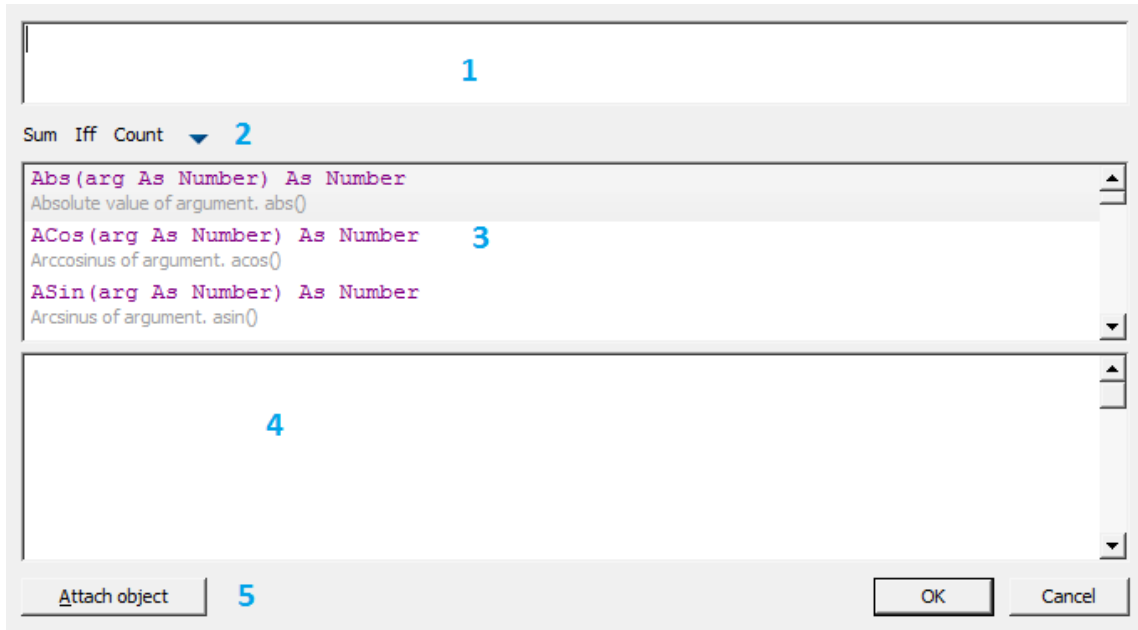 1
Sum Iff Count 2
Abs(arg As Number) As Number
Absolute value of argument. abs()
ACos(arg As Number) As Number 3
Arccosinus of argument. acos()
ASin(arg As Number) As Number
Arcsinus of argument. asin()
4
Attach object 5 OK Cancel